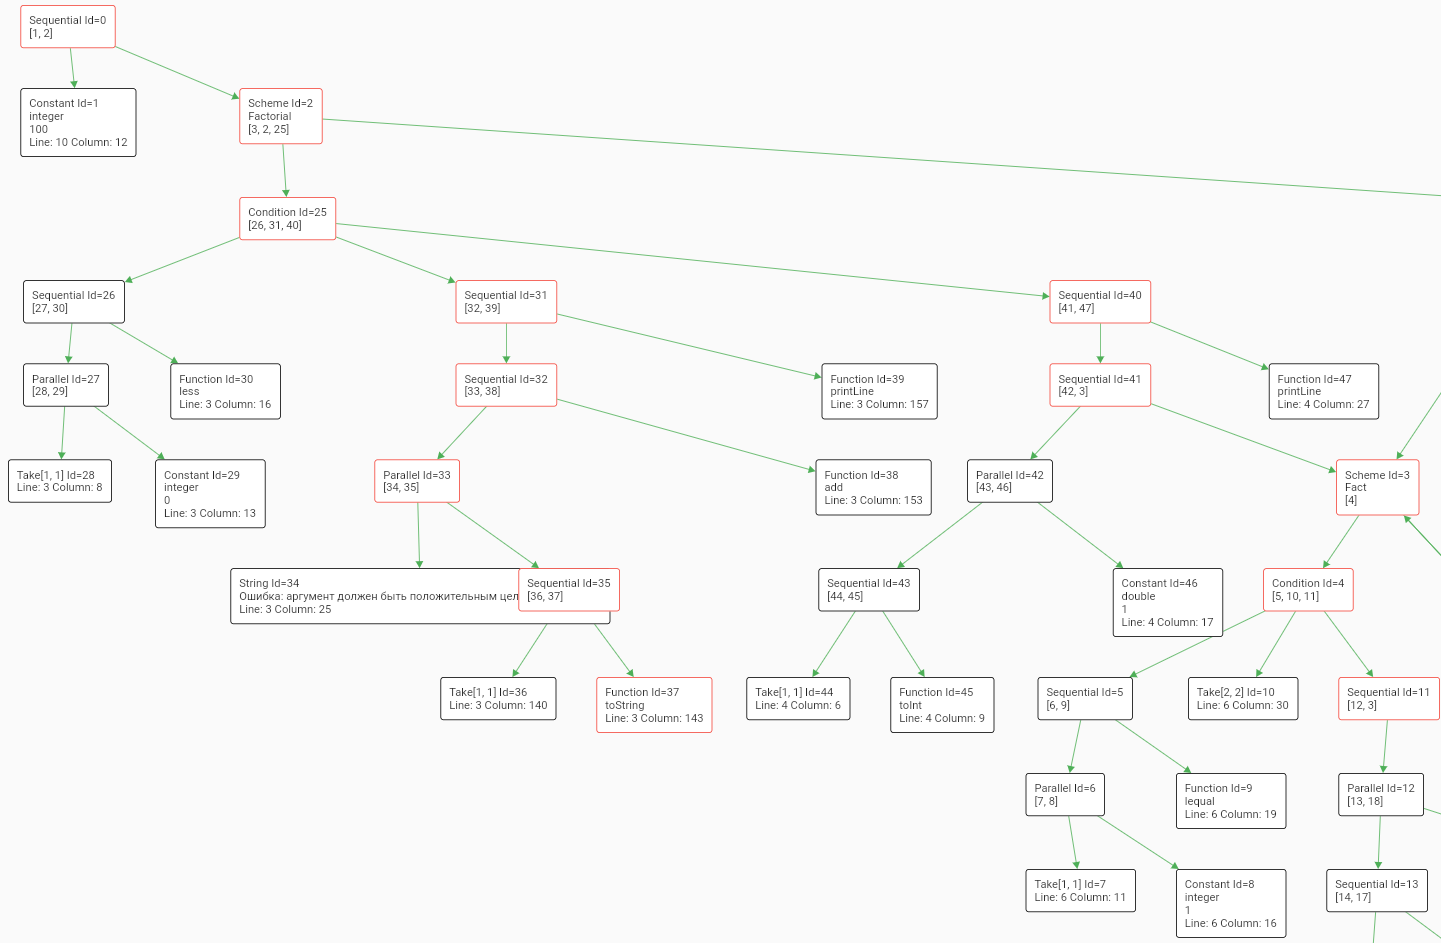 Sequential Id=0
[1, 2]
Constant Id=1
integer
100
Line: 10 Column: 12
Scheme Id=2
Factorial
[3, 2, 25]
Condition Id=25
[26, 31, 40]
Sequential Id=26
[27, 30]
Sequential Id=31
[32, 39]
Sequential Id=40
[41, 47]
Parallel Id=27
[28, 29]
Function Id=30
less
Line: 3 Column: 16
Sequential Id=32
[33, 38]
Function Id=39
printLine
Line: 3 Column: 157
Sequential Id=41
[42, 3]
Function Id=47
printLine
Line: 4 Column: 27
Take[1, 1] Id=28
Line: 3 Column: 8
Constant Id=29
integer
0
Line: 3 Column: 13
Parallel Id=33
[34, 35]
Function Id=38
add
Line: 3 Column: 153
Parallel Id=42
[43, 46]
Scheme Id=3
Fact
[4]
String Id=34
Ошибка: аргумент должен быть положительным цел
Line: 3 Column: 25
Sequential Id=35
[36, 37]
Sequential Id=43
[44, 45]
Constant Id=46
double
1
Line: 4 Column: 17
Condition Id=4
[5, 10, 11]
Take[1, 1] Id=36
Line: 3 Column: 140
Function Id=37
toString
Line: 3 Column: 143
Take[1, 1] Id=44
Line: 4 Column: 6
Function Id=45
toInt
Line: 4 Column: 9
Sequential Id=5
[6, 9]
Take[2, 2] Id=10
Line: 6 Column: 30
Sequential Id=11
[12, 3]
Parallel Id=6
[7, 8]
Function Id=9
lequal
Line: 6 Column: 19
Parallel Id=12
[13, 18]
Take[1, 1] Id=7
Line: 6 Column: 11
Constant Id=8
integer
1
Line: 6 Column: 16
Sequential Id=13
[14, 17]